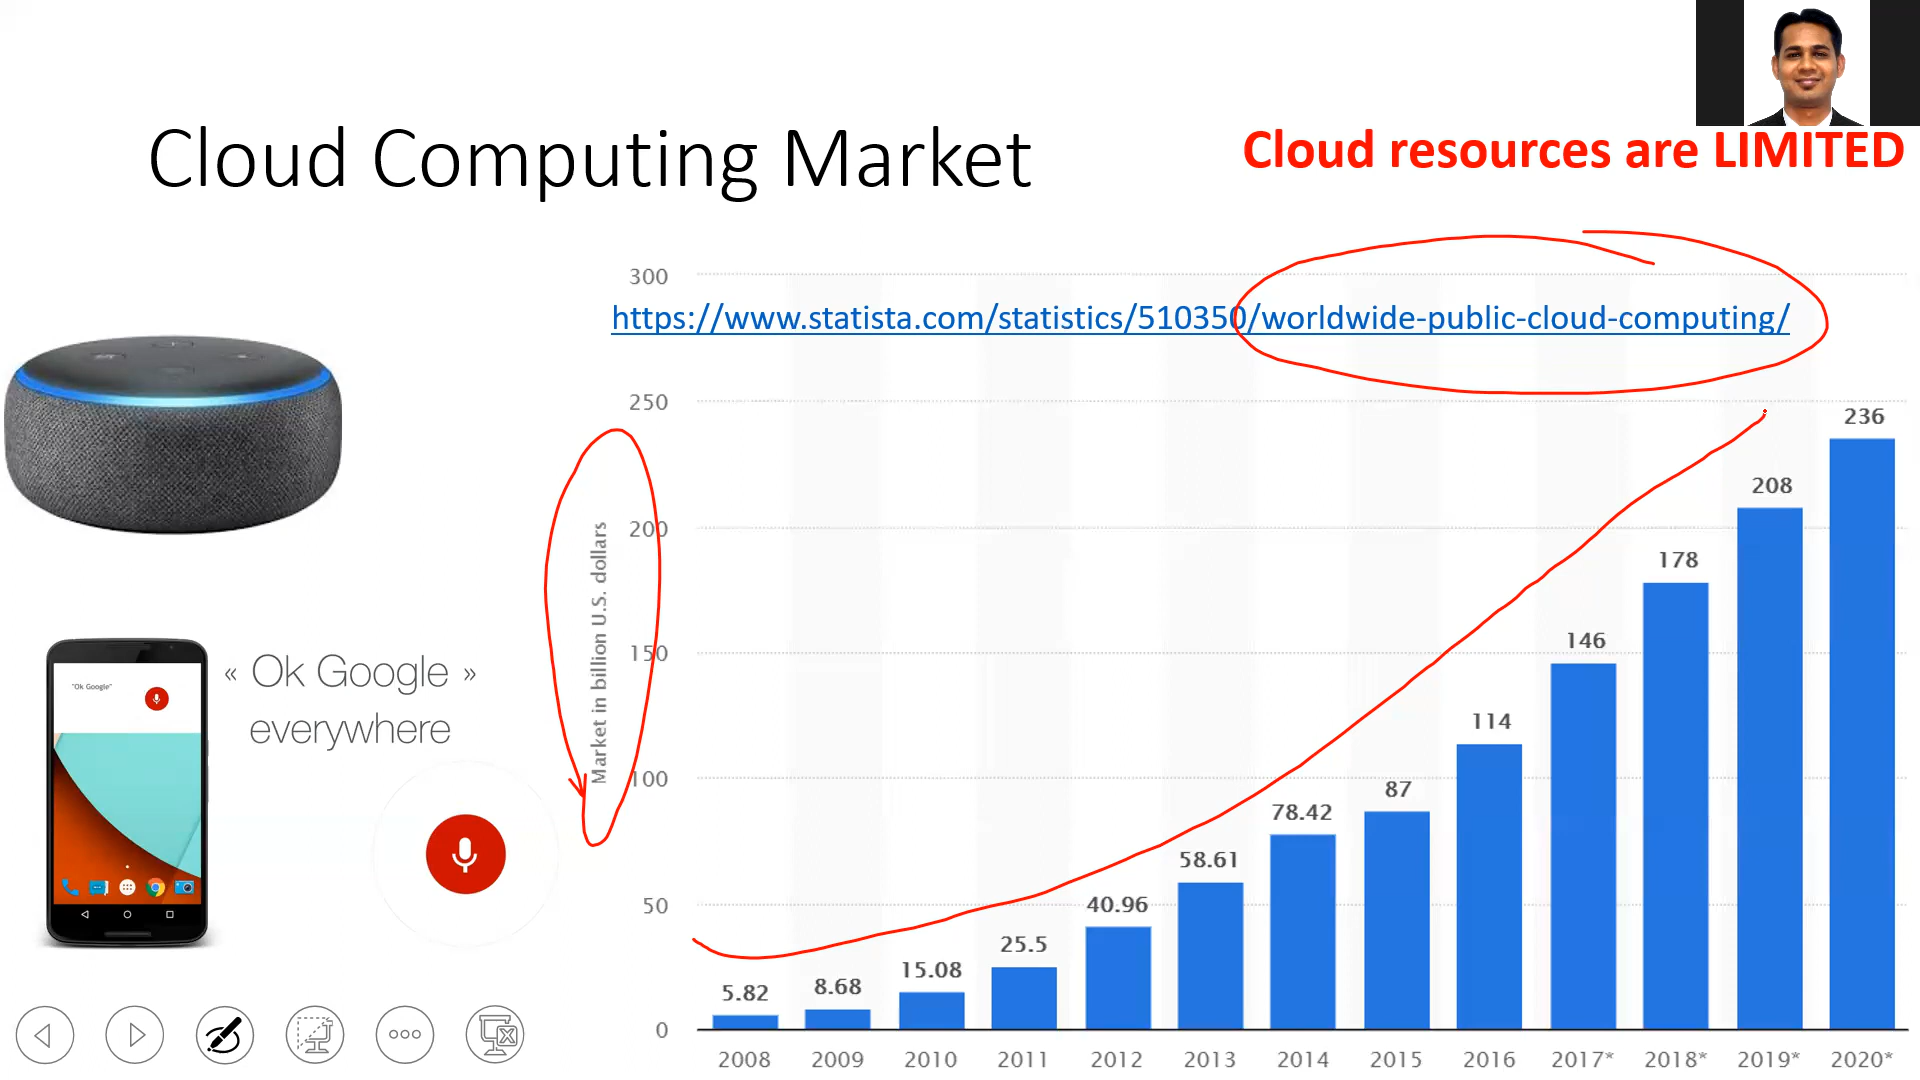 Cloud Computing Market
Cloud resources are LIMITED
https://www.statista.com/statistics/510350/worldwide-public-cloud-computing/
"Ok Google"
« Ok Google »
everywhere
Market in billion U.S. dollars
300
250
200
150
100
50
0
5.82
8.68
15.08
25.5
40.96
58.61
78.42
87
114
146
178
208
236
2008 2009 2010 2011 2012 2013 2014 2015 2016 2017* 2018* 2019* 2020*